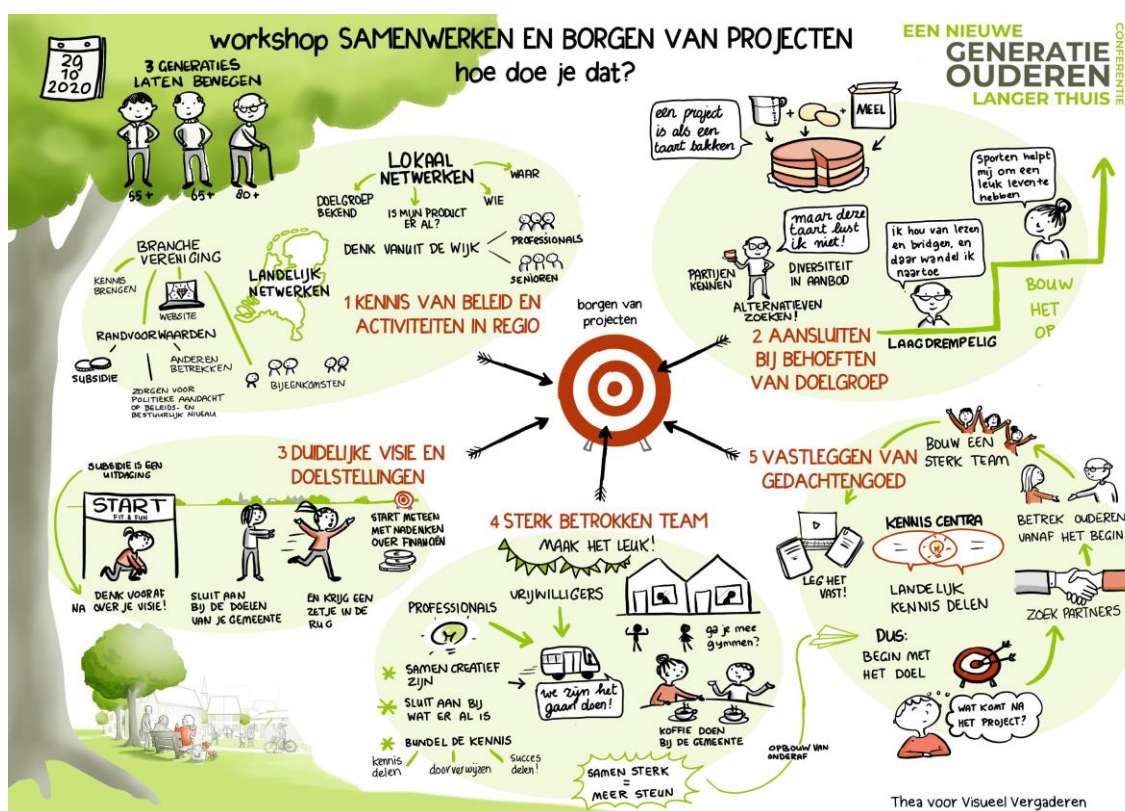 workshop SAMENWERKEN EN BORGEN VAN PROJECTEN
hoe doe je dat?
29
10
2020
3 GENERATIES
LATEN BEWEGEN
55+ 65+ 80+
EEN NIEUWE
GENERATIE
OUDEREN
LANGER THUIS
CONFERENTIE
LOKAAL
NETWERKEN
WAAR
WIE
DOELGROEP
BEKEND
IS MIJN PRODUCT
ER AL?
DENK VANUIT DE WIJK
PROFESSIONALS
SENIOREN
BRANCHE
VERENIGING
KENNIS
BRENGEN
WEBSITE
LANDELIJK
NETWERKEN
RANDVOORWAARDEN
SUBSIDIE
ANDEREN
BETREKKEN
ZORGEN VOOR
POLITIEKE AANDACHT
OP BELEIDS- EN
BESTUURLIJK NIVEAU
BIJEENKOMSTEN
1 KENNIS VAN BELEID EN
ACTIVITEITEN IN REGIO
borgen van
projecten
een project
is als een
taart bakken
MEEL
maar deze
taart lust
ik niet!
PARTIJEN
KENNEN
DIVERSITEIT
IN AANBOD
ALTERNATIEVEN
ZOEKEN!
ik hou van lezen
en bridgen, en
daar wandel ik
naartoe
Sporten helpt
mij om een
leuk leven te
hebben
LAAGDREMPELIG
BOUW
HET
OP
2 AANSLUITEN
BIJ BEHOEFTEN
VAN DOELGROEP
3 DUIDELIJKE VISIE EN
DOELSTELLINGEN
SUBSIDIE IS EEN
UITDAGING
START
FIT & FUN
NA
DENK VOORAF
OVER JE VISIE!
SLUIT AAN
BIJ DE DOELEN
VAN JE GEMEENTE
EN KRIJG EEN
ZETJE IN DE
RUG
START METEEN
MET NADENKEN
OVER FINANCIËN
4 STERK BETROKKEN TEAM
MAAK HET LEUK!
VRIJWILLIGERS
PROFESSIONALS
SAMEN CREATIEF
ZIJN
SLUIT AAN BIJ
WAT ER AL IS
BUNDEL DE KENNIS
kennis
delen
doorverwijzen
succes
delen!
we zijn het
gaan doen!
ga je mee
gymmen?
KOFFIE DOEN
BIJ DE GEMEENTE
SAMEN STERK
=
MEER STEUN
OPBOUW VAN
ONDERAF
5 VASTLEGGEN VAN
GEDACHTENGOED
BOUW EEN
STERK TEAM
BETREK OUDEREN
VANAF HET BEGIN
LEG HET
VAST!
KENNIS CENTRA
LANDELIJK
KENNIS DELEN
ZOEK PARTNERS
DUS:
BEGIN MET
HET DOEL
WAT KOMT NA
HET PROJECT?
Thea voor Visueel Vergaderen